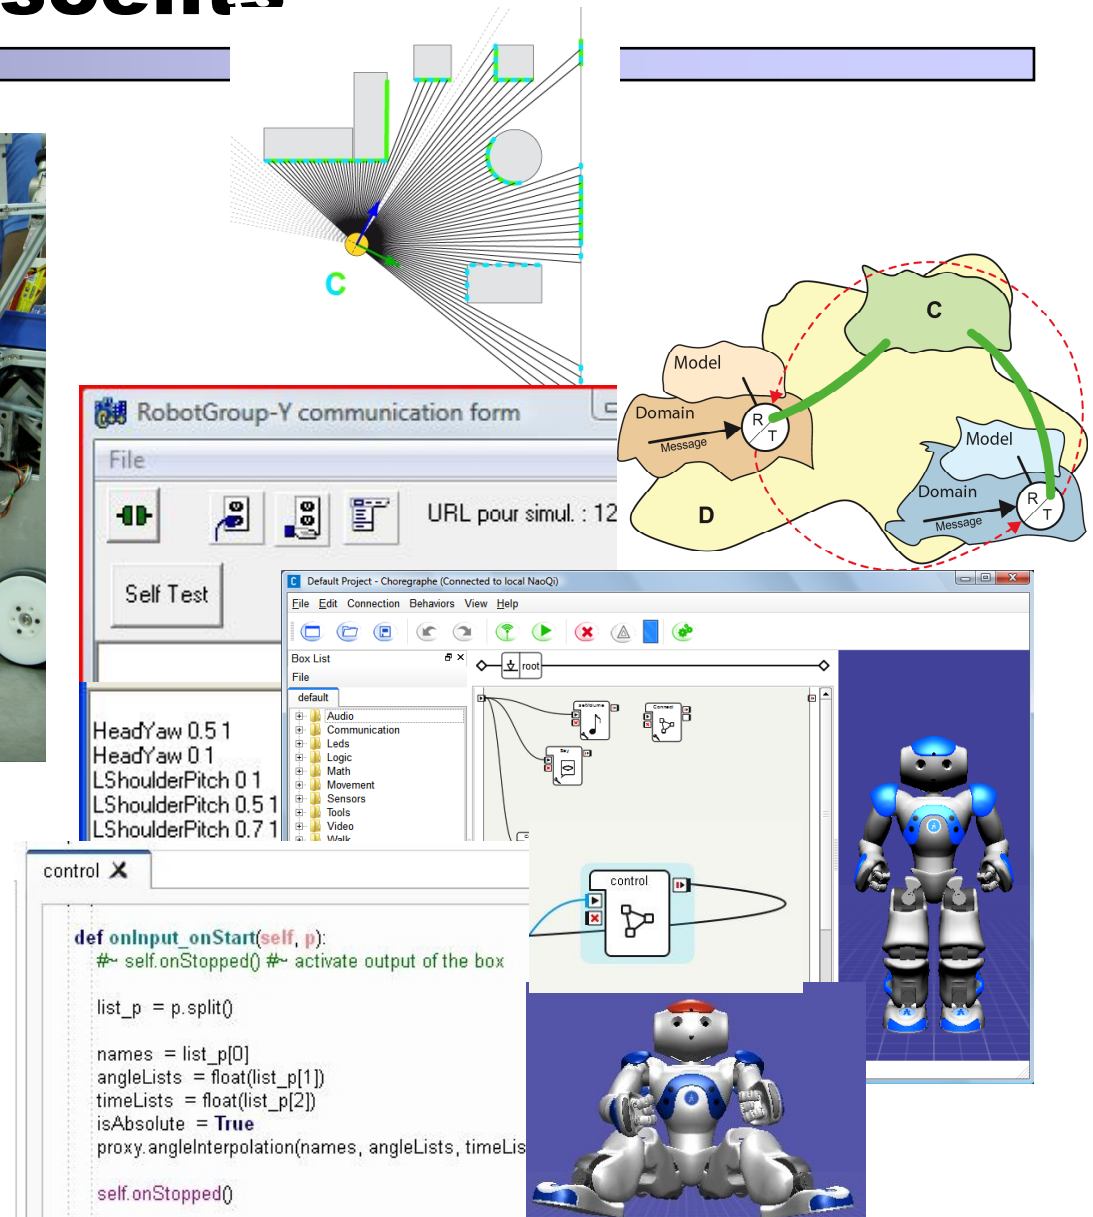 C
C
Model
Domain
R
T
Message
D
Model
Domain
R
T
Message
RobotGroup-Y communication form
File
URL pour simul. : 12
Self Test
HeadYaw 0.5 1
HeadYaw 0 1
LShoulderPitch 0 1
LShoulderPitch 0.5 1
LShoulderPitch 0.7 1
Default Project - Choregraphe (Connected to local NaoQi)
File Edit Connection Behaviors View Help
Box List
File
default
Audio
Communication
Leds
Logic
Math
Movement
Sensors
Tools
Video
Walk
root
Connect
Say
control
control
def onInput_onStart(self, p):
#~ self.onStopped() #~ activate output of the box
list_p = p.split()
names = list_p[0]
angleLists = float(list_p[1])
timeLists = float(list_p[2])
isAbsolute = True
proxy.angleInterpolation(names, angleLists, timeLis
self.onStopped()